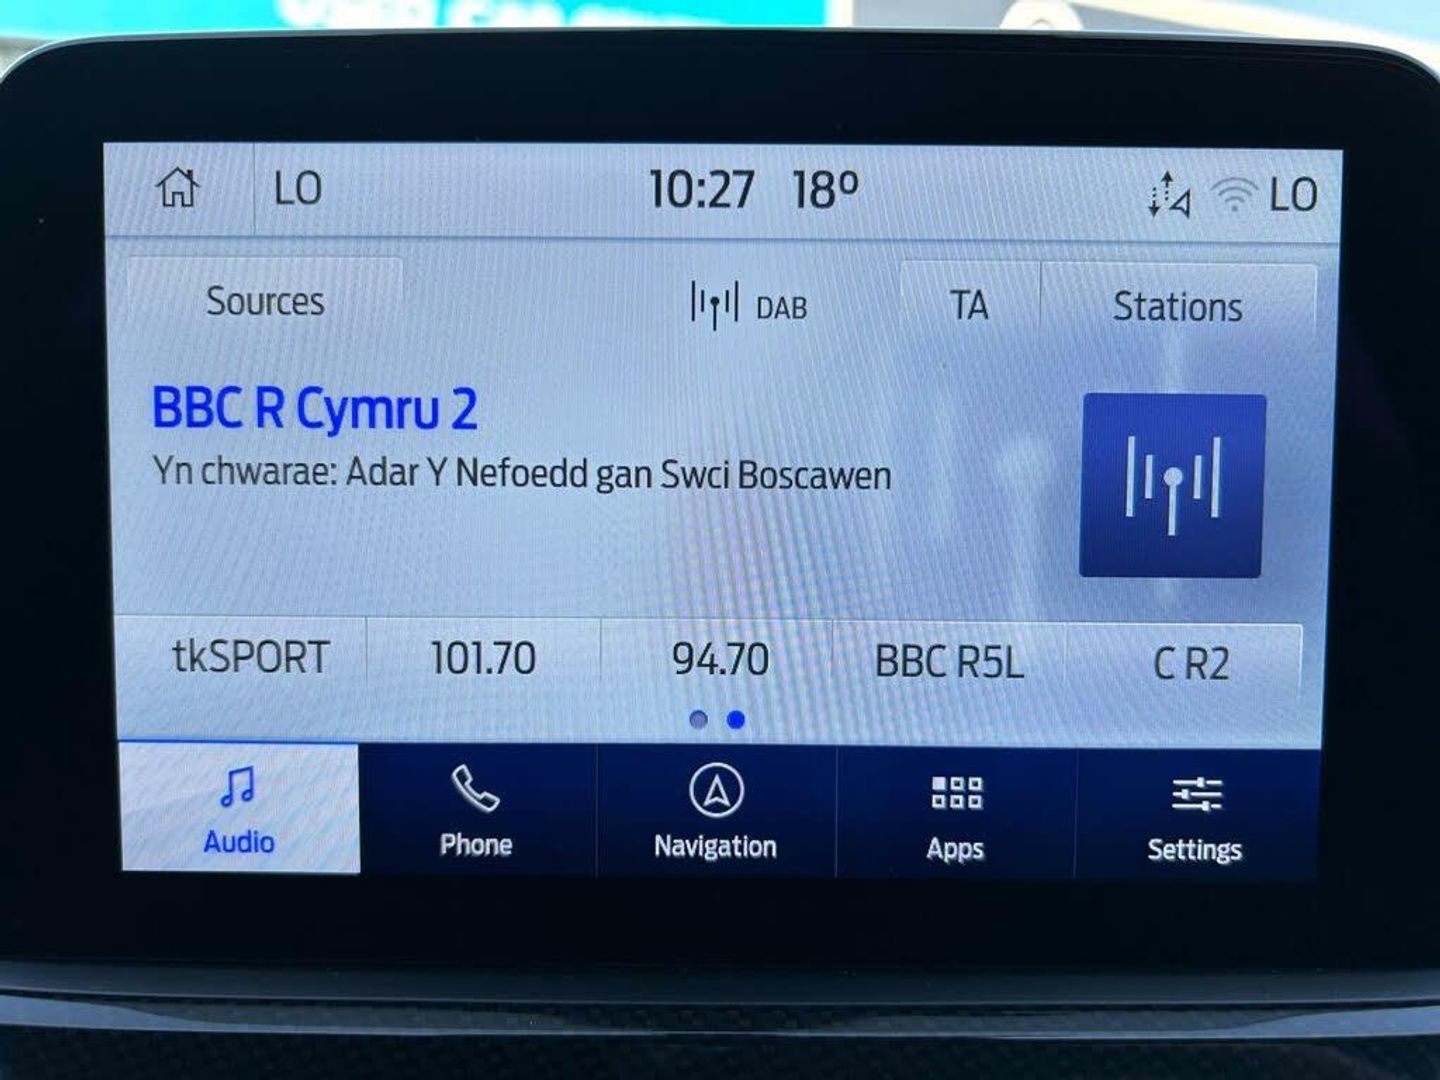 LO 10:27 18º LO
Sources DAB TA Stations
BBC R Cymru 2
Yn chwarae: Adar Y Nefoedd gan Swci Boscawen
tkSPORT 101.70 94.70 BBC R5L C R2
Audio Phone Navigation Apps Settings